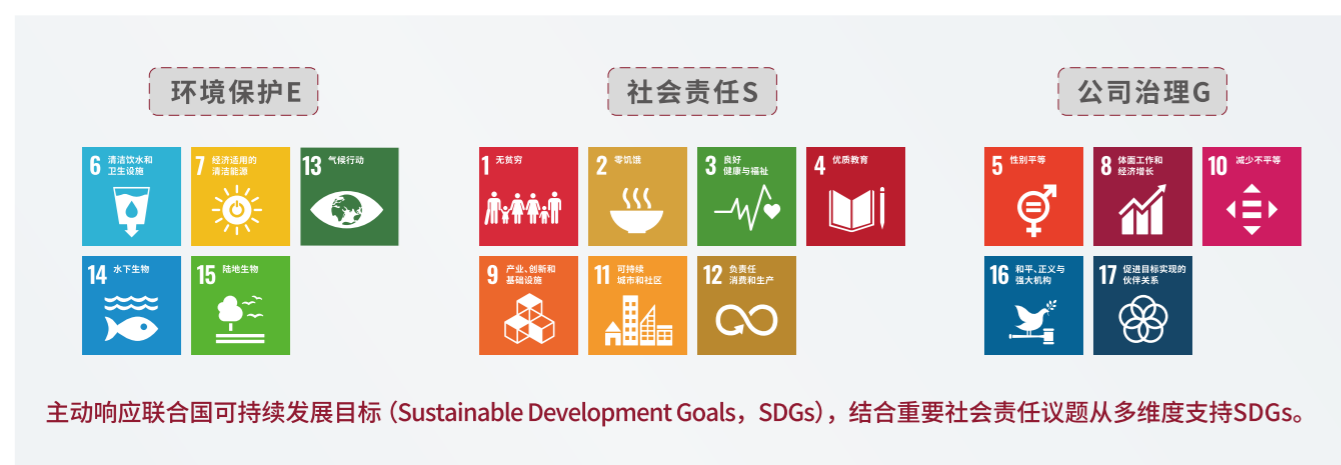 环境保护E
6 清洁饮水和
卫生设施
7 经济适用的
清洁能源
13 气候行动
14 水下生物
15 陆地生物
社会责任S
1 无贫穷
2 零饥饿
3 良好
健康与福祉
4 优质教育
9 产业、创新和
基础设施
11 可持续
城市和社区
12 负责任
消费和生产
公司治理G
5 性别平等
8 体面工作和
经济增长
10 减少不平等
16 和平、正义与
强大机构
17 促进目标实现的
伙伴关系
主动响应联合国可持续发展目标（Sustainable Development Goals，SDGs），结合重要社会责任议题从多维度支持SDGs。